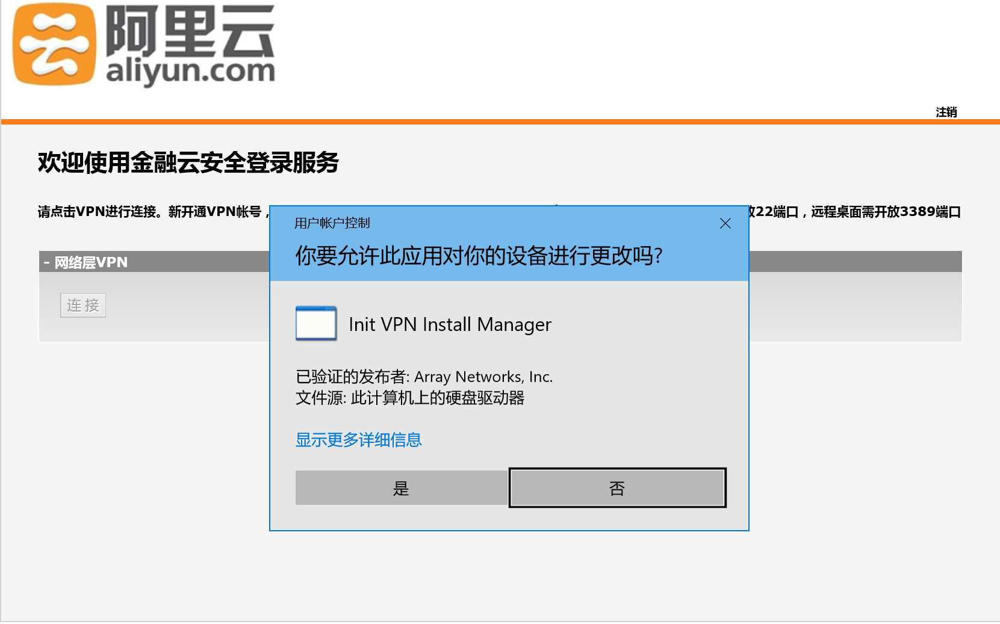 阿里云
aliyun.com
注销
欢迎使用金融云安全登录服务
请点击VPN进行连接。新开通VPN帐号，
22端口，远程桌面需开放3389端口
- 网络层VPN
连 接
用户帐户控制
你要允许此应用对你的设备进行更改吗?
Init VPN Install Manager
已验证的发布者: Array Networks, Inc.
文件源: 此计算机上的硬盘驱动器
显示更多详细信息
是
否